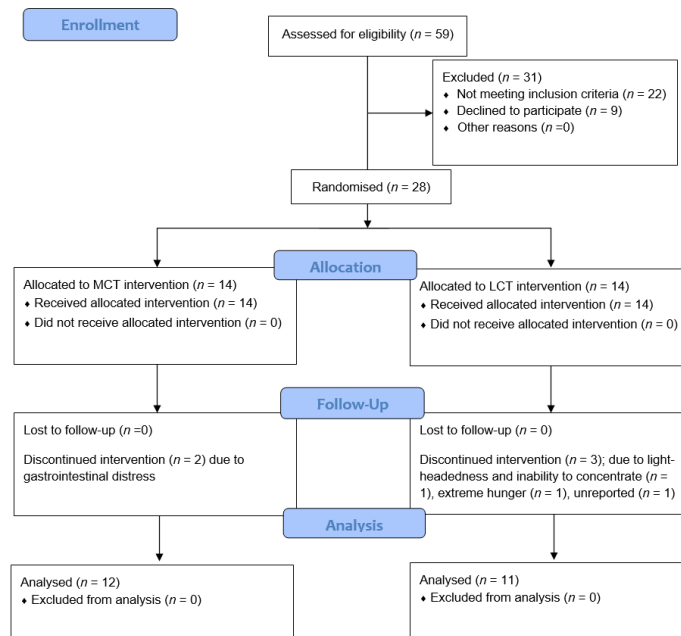 Enrollment
Assessed for eligibility (n = 59)
Excluded (n = 31)
♦ Not meeting inclusion criteria (n = 22)
♦ Declined to participate (n = 9)
♦ Other reasons (n =0)
Randomised (n = 28)
Allocation
Allocated to MCT intervention (n = 14)
♦ Received allocated intervention (n = 14)
♦ Did not receive allocated intervention (n = 0)
Allocated to LCT intervention (n = 14)
♦ Received allocated intervention (n = 14)
♦ Did not receive allocated intervention (n = 0)
Follow-Up
Lost to follow-up (n =0)
Discontinued intervention (n = 2) due to
gastrointestinal distress
Lost to follow-up (n = 0)
Discontinued intervention (n = 3); due to light-
headedness and inability to concentrate (n =
1), extreme hunger (n = 1), unreported (n = 1)
Analysis
Analysed (n = 12)
♦ Excluded from analysis (n = 0)
Analysed (n = 11)
♦ Excluded from analysis (n = 0)